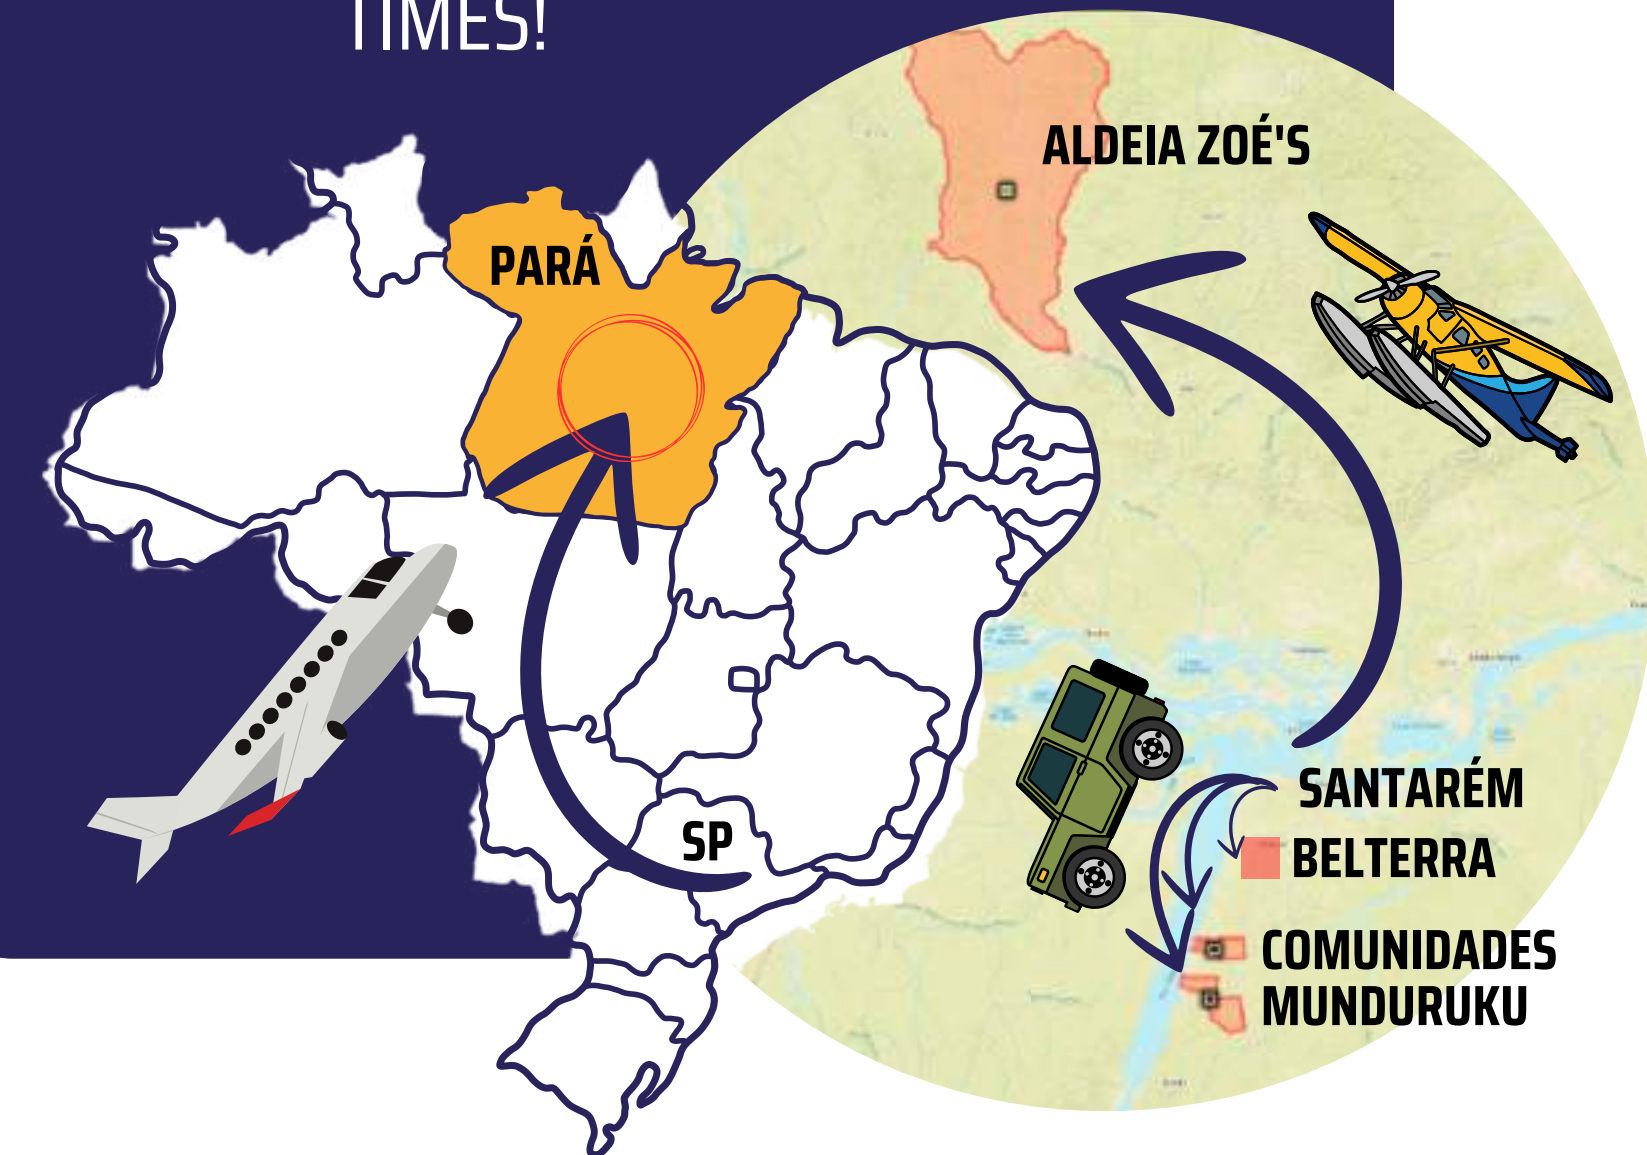 TIMES!
ALDEIA ZOÉ'S
PARÁ
SANTARÉM
SP
BELTERRA
COMUNIDADES
MUNDURUKU